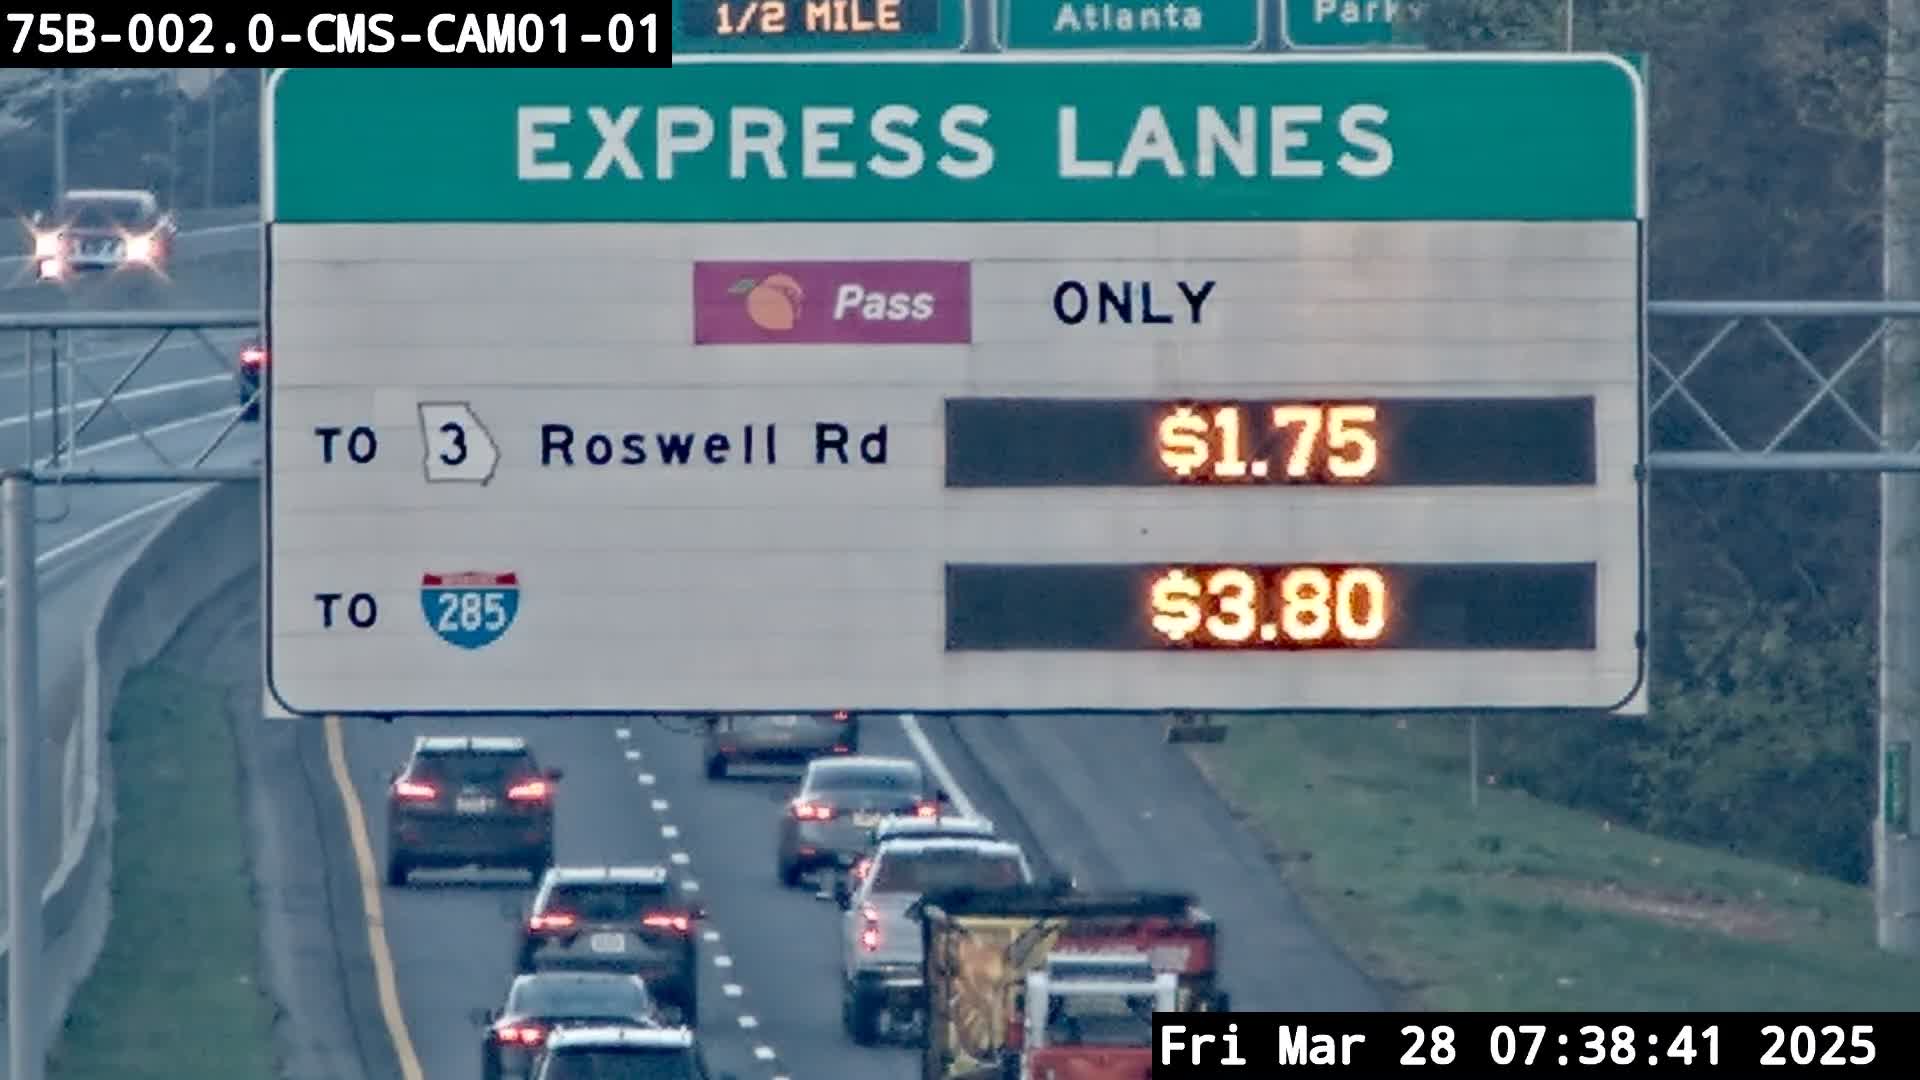 75B-002.0-CMS-CAM01-01
1/2 MILE
Atlanta
EXPRESS LANES
Pass ONLY
TO 3 Roswell Rd $1.75
TO 285 $3.80
Fri Mar 28 07:38:41 2025